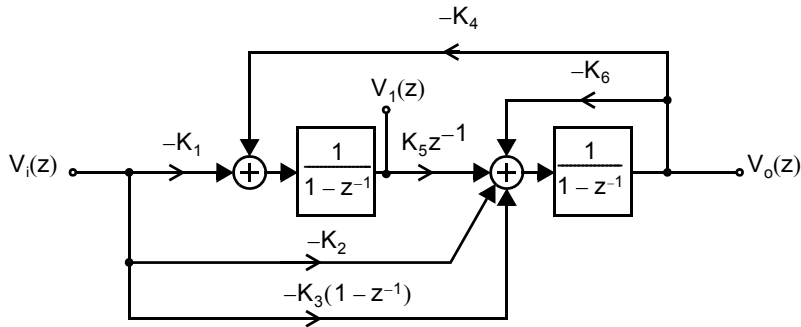 −K4
−K6
V1(z)
Vi(z)
−K1
1
1 − z−1
K5z−1
1
1 − z−1
Vo(z)
−K2
−K3(1 − z−1)